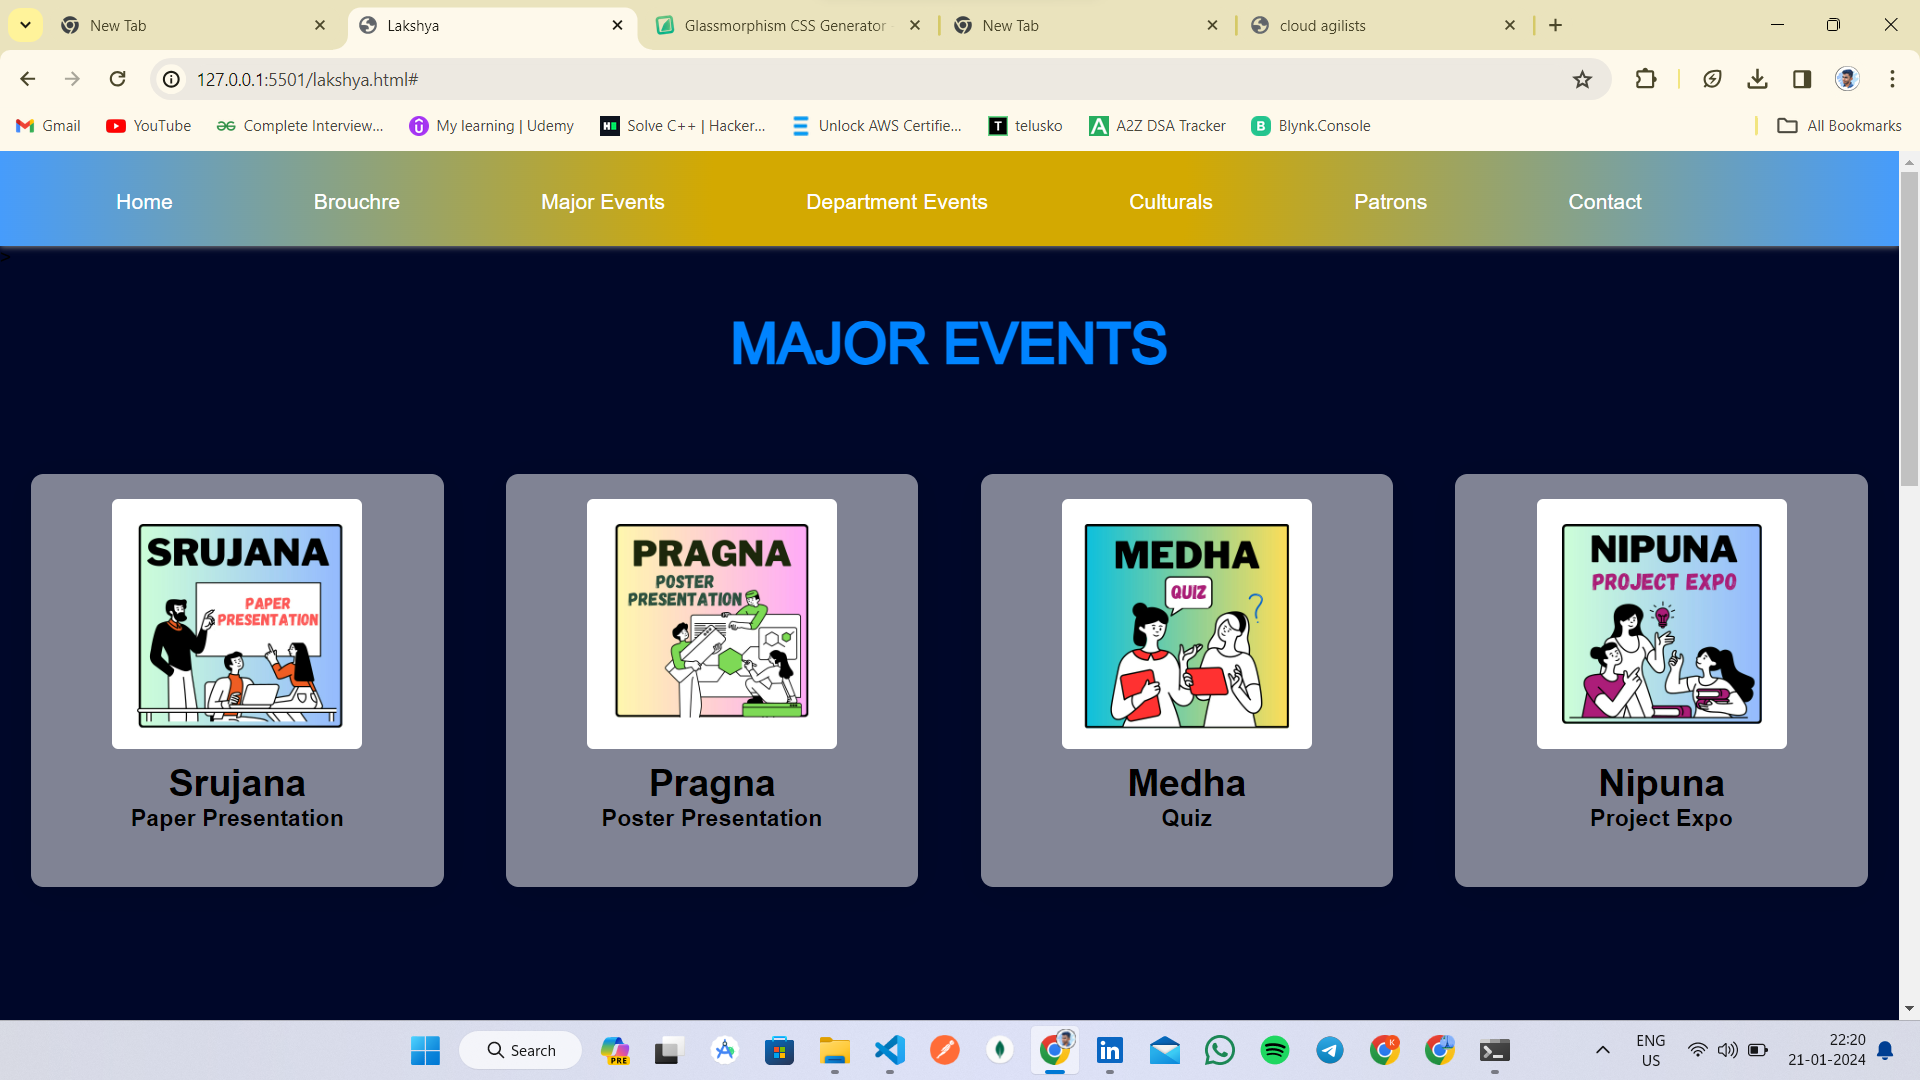 New Tab
Lakshya
Glassmorphism CSS Generator
New Tab
cloud agilists
127.0.0.1:5501/lakshya.html#
Gmail
YouTube
Complete Interview...
My learning | Udemy
Solve C++ | Hacker...
Unlock AWS Certifie...
telusko
A2Z DSA Tracker
Blynk.Console
All Bookmarks
Home
Brouchre
Major Events
Department Events
Culturals
Patrons
Contact
>
MAJOR EVENTS
SRUJANA
PAPER
PRESENTATION
Srujana
Paper Presentation
PRAGNA
POSTER
PRESENTATION
Pragna
Poster Presentation
MEDHA
QUIZ
?
Medha
Quiz
NIPUNA
PROJECT EXPO
Nipuna
Project Expo
Search
PRE
ENG
US
22:20
21-01-2024